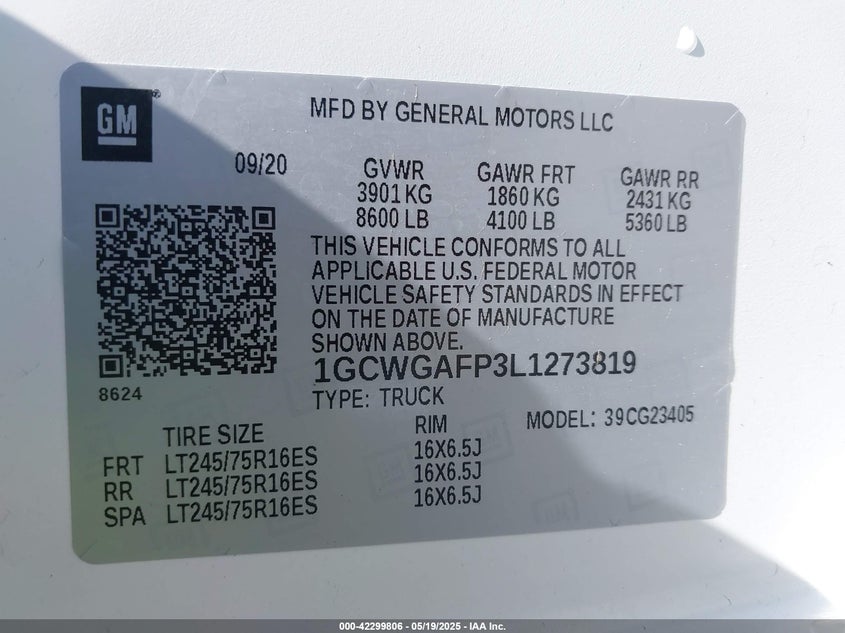 GM®
MFD BY GENERAL MOTORS LLC
09/20
GVWR GAWR FRT GAWR RR
3901 KG 1860 KG 2431 KG
8600 LB 4100 LB 5360 LB
THIS VEHICLE CONFORMS TO ALL
APPLICABLE U.S. FEDERAL MOTOR
VEHICLE SAFETY STANDARDS IN EFFECT
ON THE DATE OF MANUFACTURE
SHOWN ABOVE.
1GCWGAFP3L1273819
8624
TYPE: TRUCK
MODEL: 39CG23405
TIRE SIZE RIM
FRT LT245/75R16ES 16X6.5J
RR LT245/75R16ES 16X6.5J
SPA LT245/75R16ES 16X6.5J
000-42299806 - 05/19/2025 - IAA Inc.